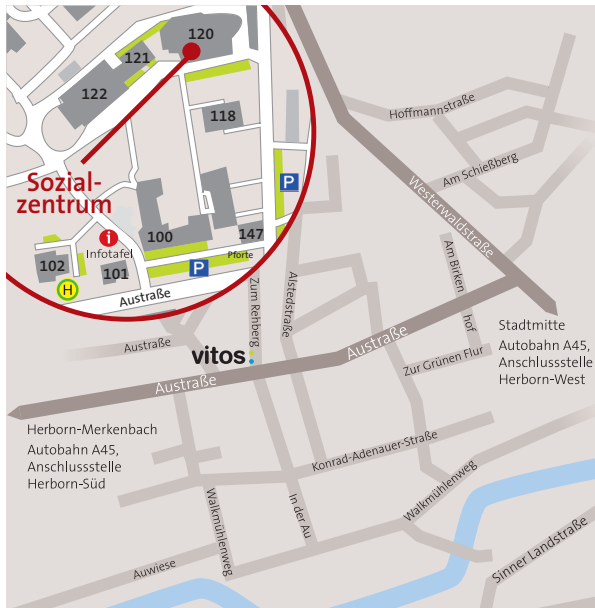 120
121
122
118
Sozial-
zentrum
P
i
Infotafel
100
147
Pforte
102
101
P
H
Austraße
Hoffmannstraße
Am Schießberg
Westerwaldstraße
Am Birken
hof
Alstedstraße
Zum Rehberg
Austraße
vitos:
Austraße
Austraße
Zur Grünen Flur
Stadtmitte
Autobahn A45,
Anschlussstelle
Herborn-West
Herborn-Merkenbach
Autobahn A45,
Anschlussstelle
Herborn-Süd
Konrad-Adenauer-Straße
Walkmühlenweg
In der Au
Walkmühlenweg
Auwiese
Sinner Landstraße